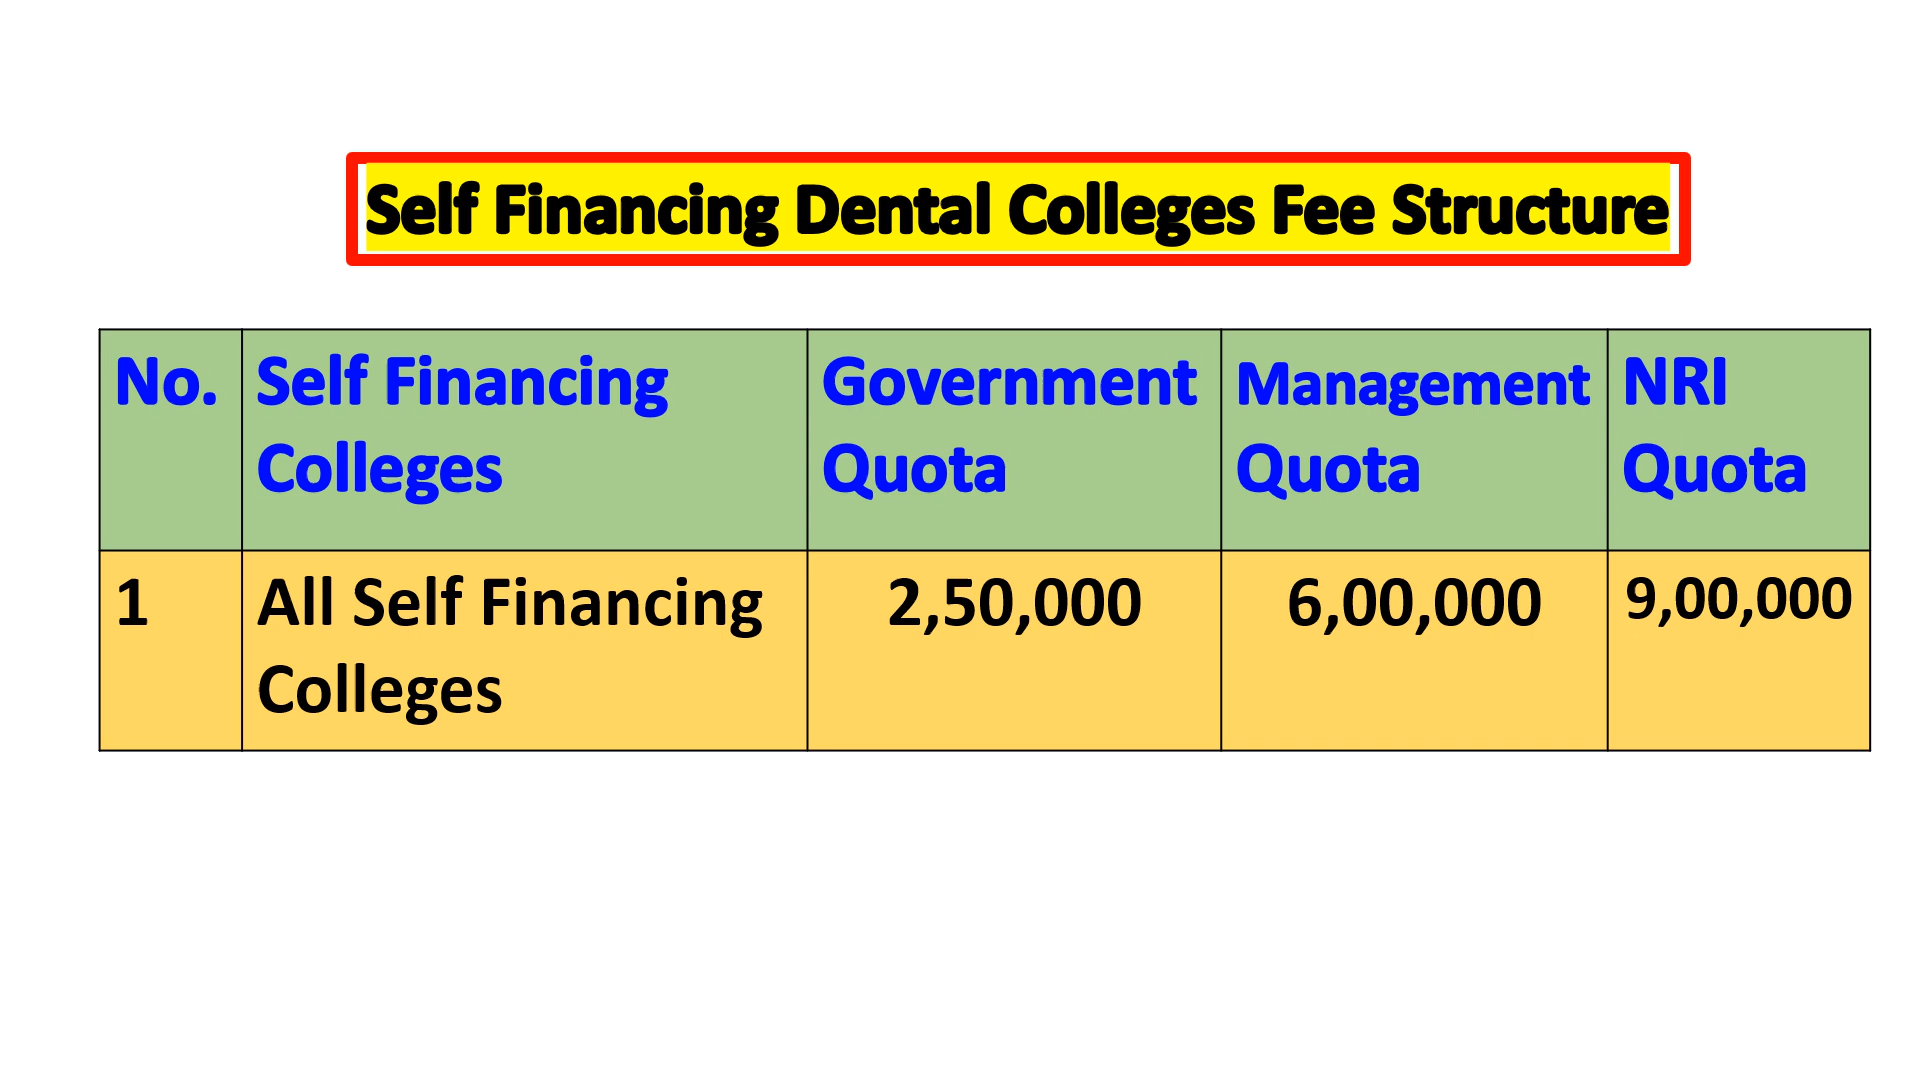 Self Financing Dental Colleges Fee Structure
No. Self Financing Colleges Government Quota Management Quota NRI Quota
1 All Self Financing Colleges 2,50,000 6,00,000 9,00,000